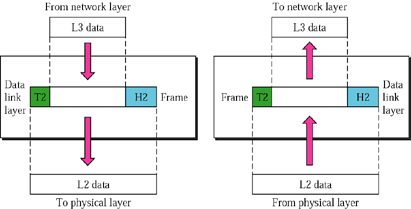 From network layer
L3 data
Data
link
layer
T2
H2
Frame
L2 data
To physical layer
To network layer
L3 data
Frame
T2
H2
Data
link
layer
L2 data
From physical layer